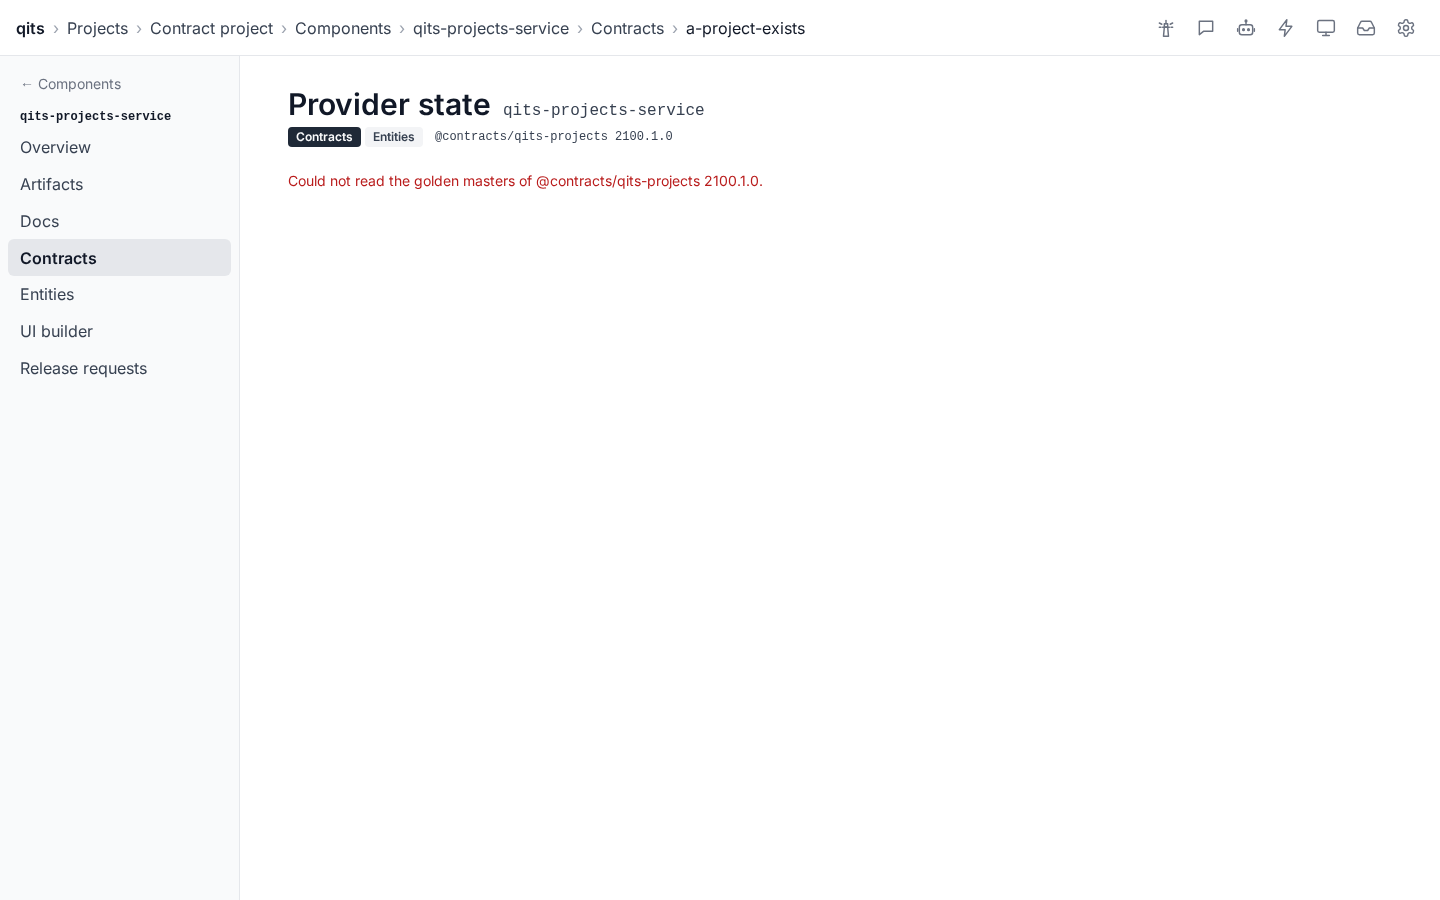 qits › Projects › Contract project › Components › qits-projects-service › Contracts › a-project-exists
← Components
qits-projects-service
Overview
Artifacts
Docs
Contracts
Entities
UI builder
Release requests
Provider state qits-projects-service
Contracts Entities @contracts/qits-projects 2100.1.0
Could not read the golden masters of @contracts/qits-projects 2100.1.0.